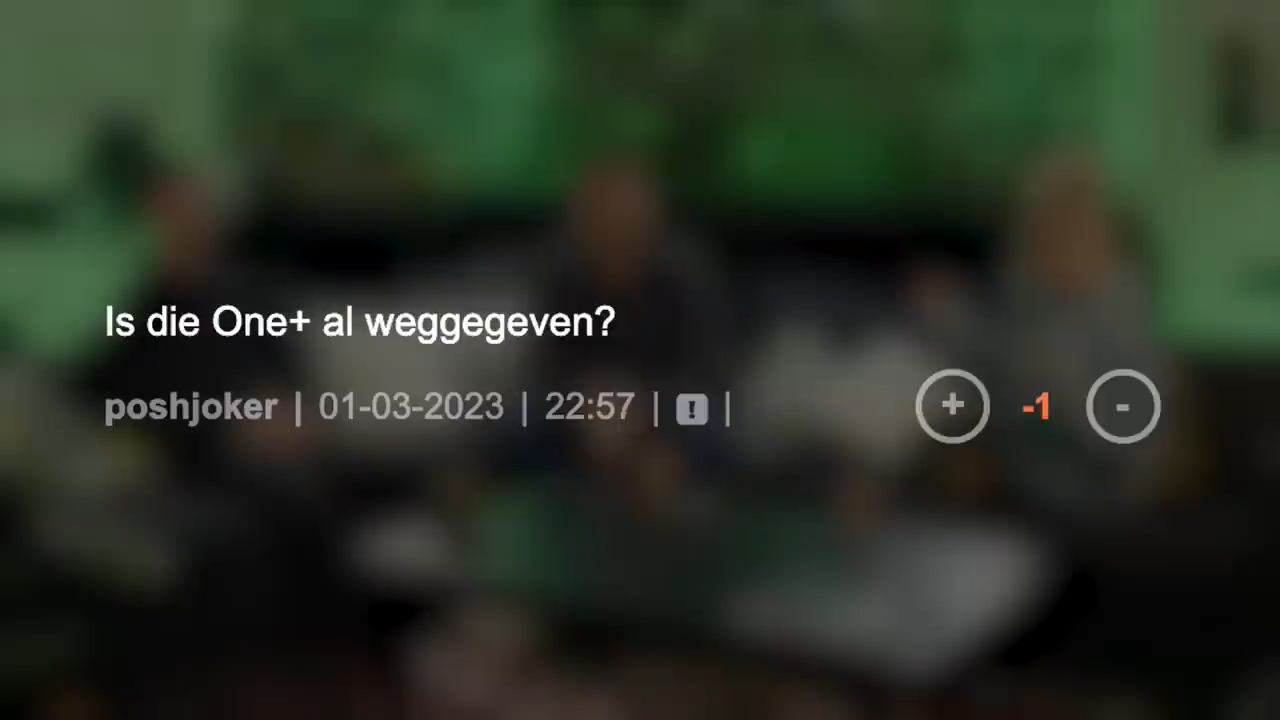 Is die One+ al weggegeven?
poshjoker | 01-03-2023 | 22:57 | ! |
+ -1 -